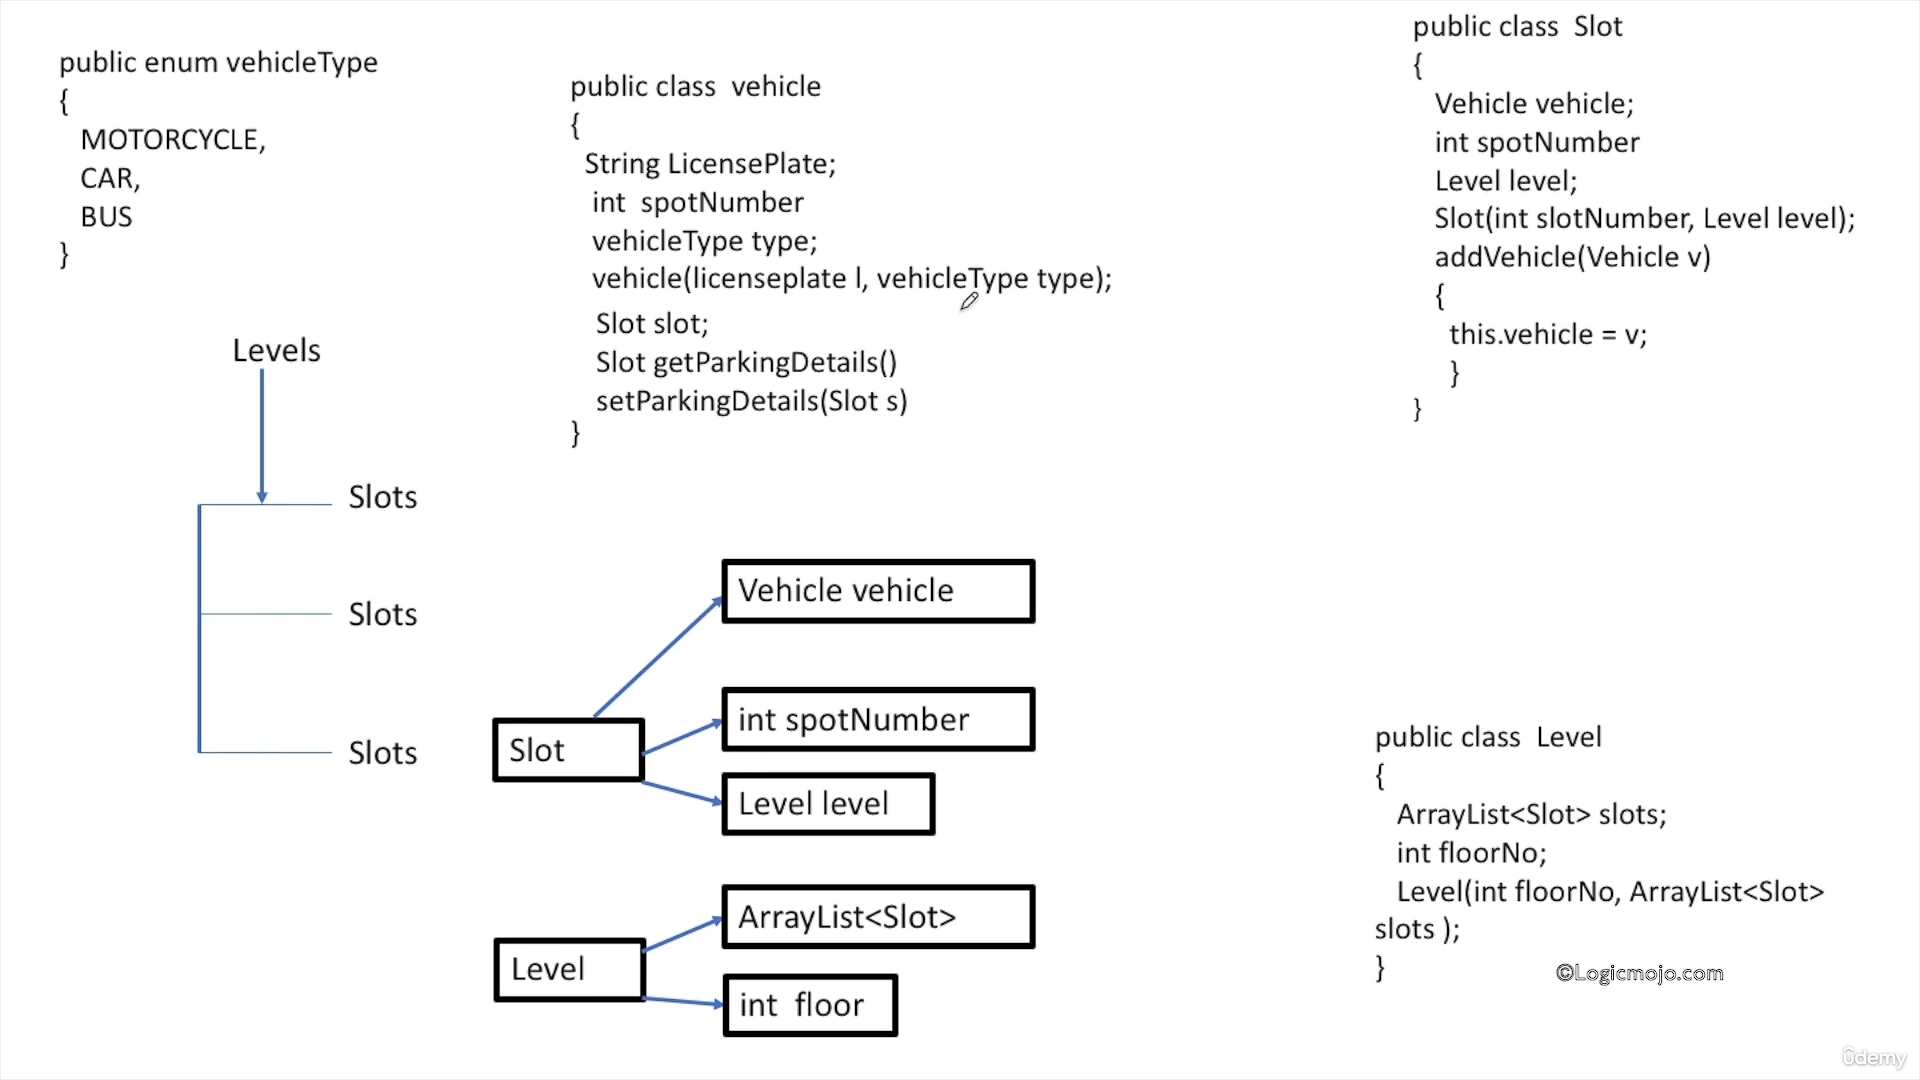 public enum vehicleType
{
MOTORCYCLE,
CAR,
BUS
}
public class  vehicle
{
String LicensePlate;
int  spotNumber
vehicleType type;
vehicle(licenseplate l, vehicleType type);
Slot slot;
Slot getParkingDetails()
setParkingDetails(Slot s)
}
public class  Slot
{
Vehicle vehicle;
int spotNumber
Level level;
Slot(int slotNumber, Level level);
addVehicle(Vehicle v)
{
this.vehicle = v;
}
}
Levels
Slots
Slots
Slots
Slot
Vehicle vehicle
int spotNumber
Level level
Level
ArrayList<Slot>
int  floor
public class  Level
{
ArrayList<Slot> slots;
int floorNo;
Level(int floorNo, ArrayList<Slot>
slots );
}
©Logicmojo.com
ûdemy